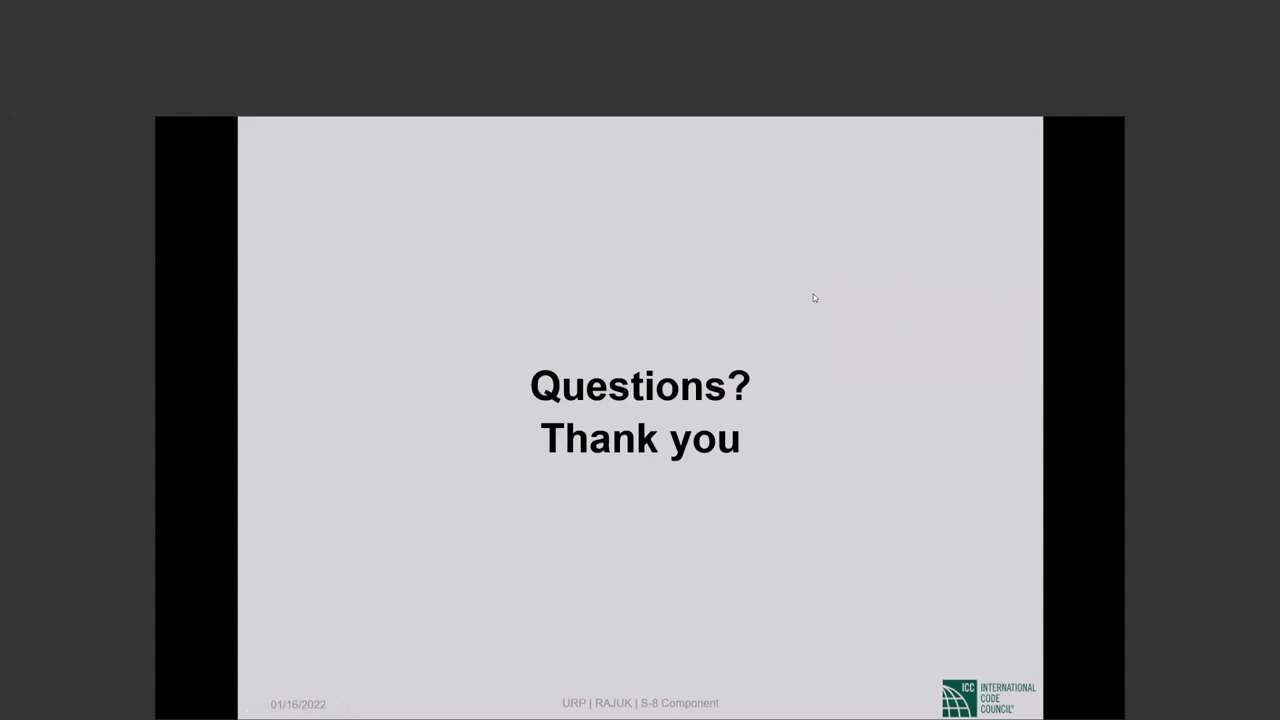 Questions?
Thank you
01/16/2022
URP | RAJUK | S-8 Component
ICC
INTERNATIONAL
CODE
COUNCIL®